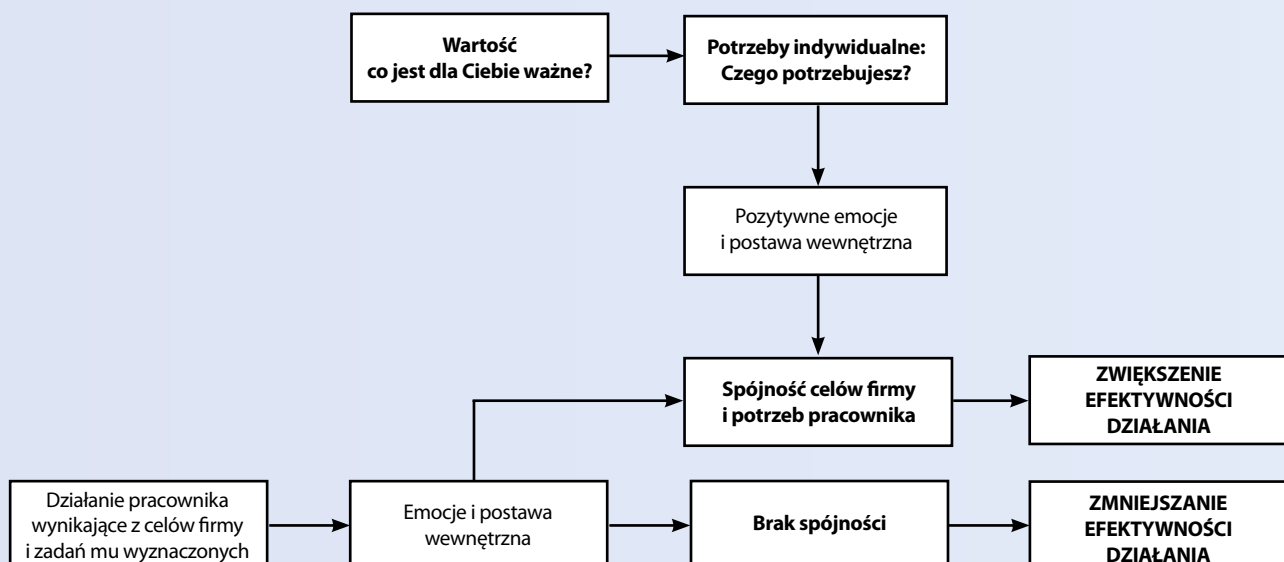 Wartość
co jest dla Ciebie ważne?
Potrzeby indywidualne:
Czego potrzebujesz?
Pozytywne emocje
i postawa wewnętrzna
Spójność celów firmy
i potrzeb pracownika
ZWIĘKSZENIE
EFEKTYWNOŚCI
DZIAŁANIA
Działanie pracownika
wynikające z celów firmy
i zadań mu wyznaczonych
Emocje i postawa
wewnętrzna
Brak spójności
ZMNIEJSZANIE
EFEKTYWNOŚCI
DZIAŁANIA